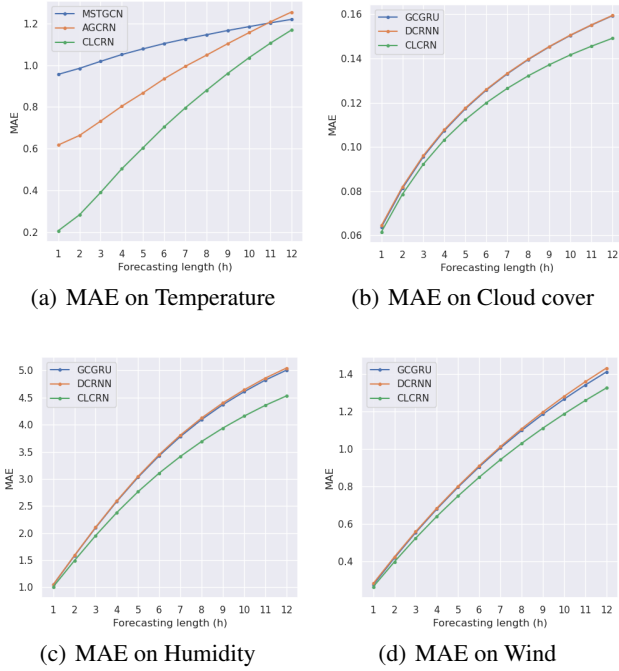 MSTGCN
AGCRN
CLCRN
MAE
1.2
1.0
0.8
0.6
0.4
0.2
1 2 3 4 5 6 7 8 9 10 11 12
Forecasting length (h)
(a) MAE on Temperature
GCGRU
DCRNN
CLCRN
MAE
0.16
0.14
0.12
0.10
0.08
0.06
1 2 3 4 5 6 7 8 9 10 11 12
Forecasting length (h)
(b) MAE on Cloud cover
GCGRU
DCRNN
CLCRN
MAE
5.0
4.5
4.0
3.5
3.0
2.5
2.0
1.5
1.0
1 2 3 4 5 6 7 8 9 10 11 12
Forecasting length (h)
(c) MAE on Humidity
GCGRU
DCRNN
CLCRN
MAE
1.4
1.2
1.0
0.8
0.6
0.4
1 2 3 4 5 6 7 8 9 10 11 12
Forecasting length (h)
(d) MAE on Wind